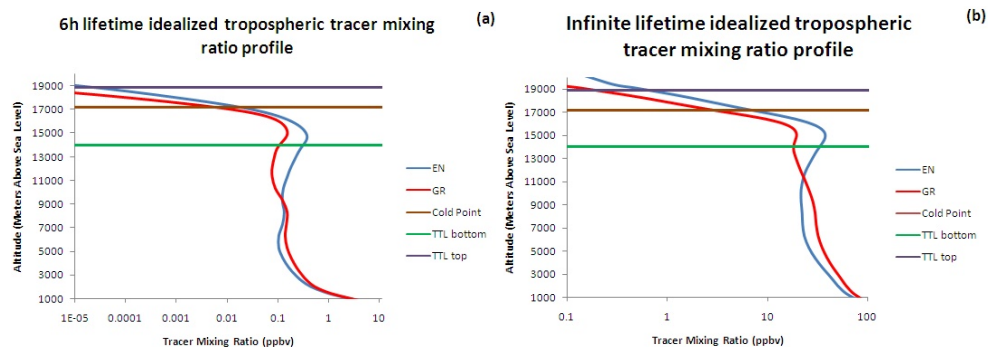 6h lifetime idealized tropospheric tracer mixing
ratio profile
(a)
Altitude (Meters Above Sea Level)
19000
17000
15000
13000
11000
9000
7000
5000
3000
1000
1E-05
0.0001
0.001
0.01
0.1
1
10
Tracer Mixing Ratio (ppbv)
EN
GR
Cold Point
TTL bottom
TTL top
Infinite lifetime idealized tropospheric
tracer mixing ratio profile
(b)
Altitude (Meters Above Sea Level)
19000
17000
15000
13000
11000
9000
7000
5000
3000
1000
0.1
1
10
100
Tracer Mixing Ratio (ppbv)
EN
GR
Cold Point
TTL bottom
TTL top